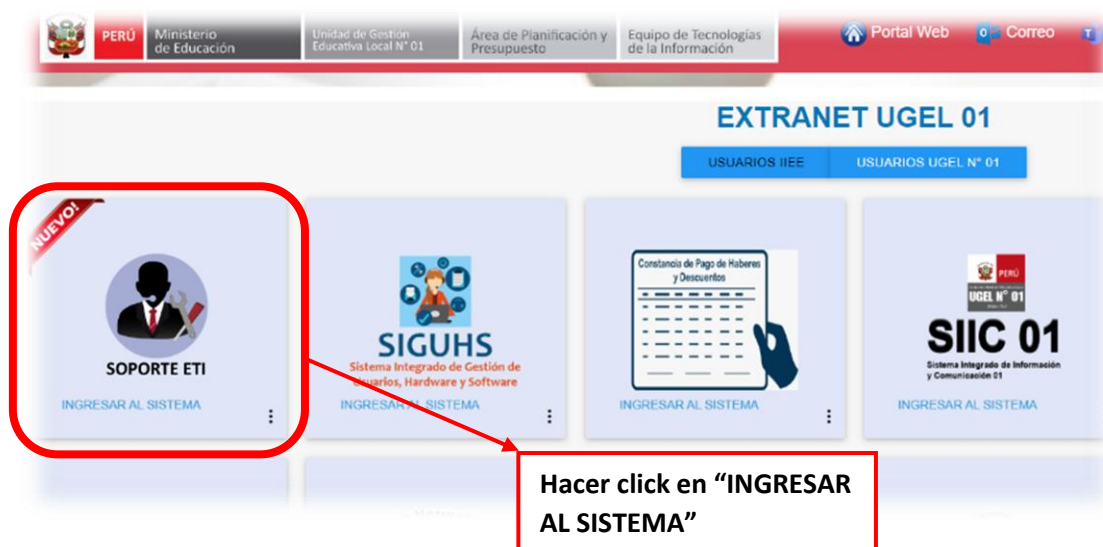 PERÚ
Ministerio
de Educación
Unidad de Gestión
Educativa Local N° 01
Área de Planificación y
Presupuesto
Equipo de Tecnologías
de la Información
Portal Web
Correo
EXTRANET UGEL 01
USUARIOS IIEE
USUARIOS UGEL N° 01
NUEVO!
SOPORTE ETI
INGRESAR AL SISTEMA
SIGUHS
Sistema Integrado de Gestión de
Usuarios, Hardware y Software
INGRESAR AL SISTEMA
Constancia de Pago de Haberes
y Descuentos
INGRESAR AL SISTEMA
PERÚ
UGEL N° 01
SIIC 01
Sistema Integrado de Información
y Comunicación 01
INGRESAR AL SISTEMA
Hacer click en “INGRESAR
AL SISTEMA”